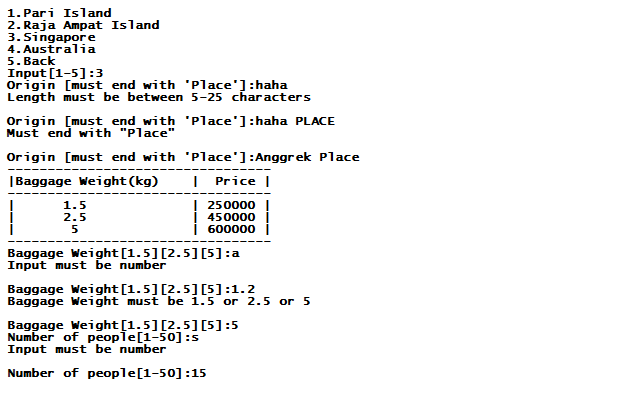 1.Pari Island
2.Raja Ampat Island
3.Singapore
4.Australia
5.Back
Input[1-5]:3
Origin [must end with 'Place']:haha
Length must be between 5-25 characters
Origin [must end with 'Place']:haha PLACE
Must end with "Place"
Origin [must end with 'Place']:Anggrek Place
---------------------------------
|Baggage Weight(kg)    |  Price |
---------------------------------
|      1.5             | 250000 |
|      2.5             | 450000 |
|       5              | 600000 |
---------------------------------
Baggage Weight[1.5][2.5][5]:a
Input must be number
Baggage Weight[1.5][2.5][5]:1.2
Baggage Weight must be 1.5 or 2.5 or 5
Baggage Weight[1.5][2.5][5]:5
Number of people[1-50]:s
Input must be number
Number of people[1-50]:15